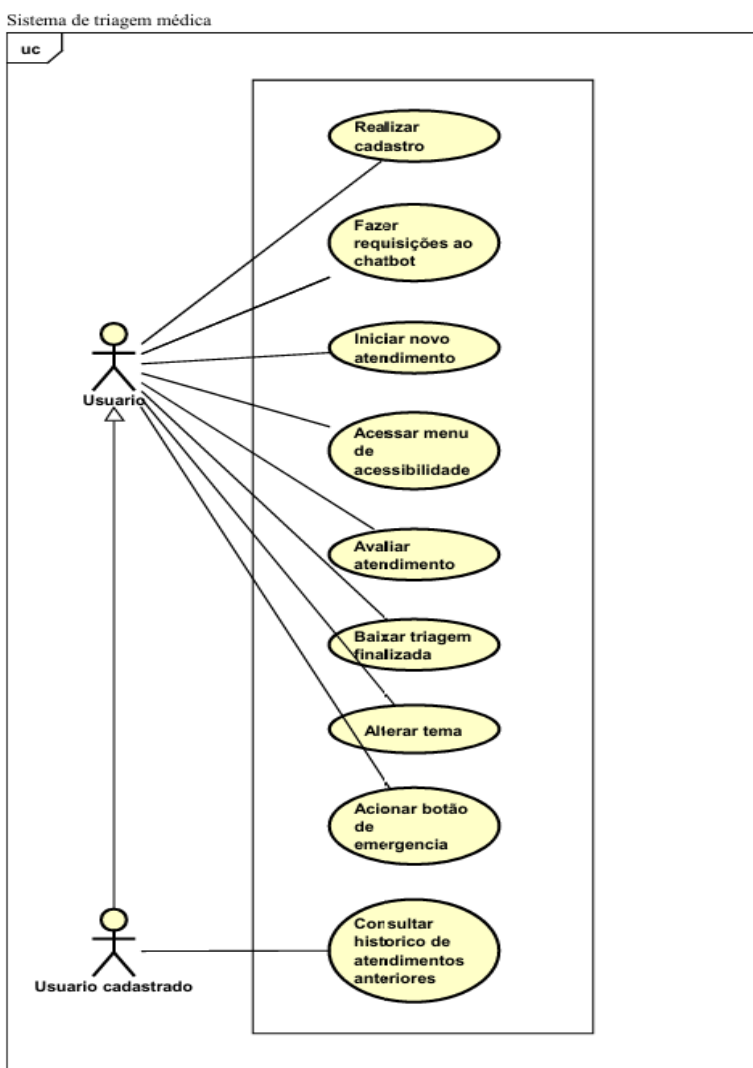 Sistema de triagem médica
uc
Realizar
cadastro
Fazer
requisições ao
chatbot
Iniciar novo
atendimento
Usuario
Acessar menu
de
acessibilidade
Avaliar
atendimento
Baixar triagem
finalizada
Alterar tema
Acionar botão
de
emergencia
Consultar
historico de
atendimentos
anteriores
Usuario cadastrado